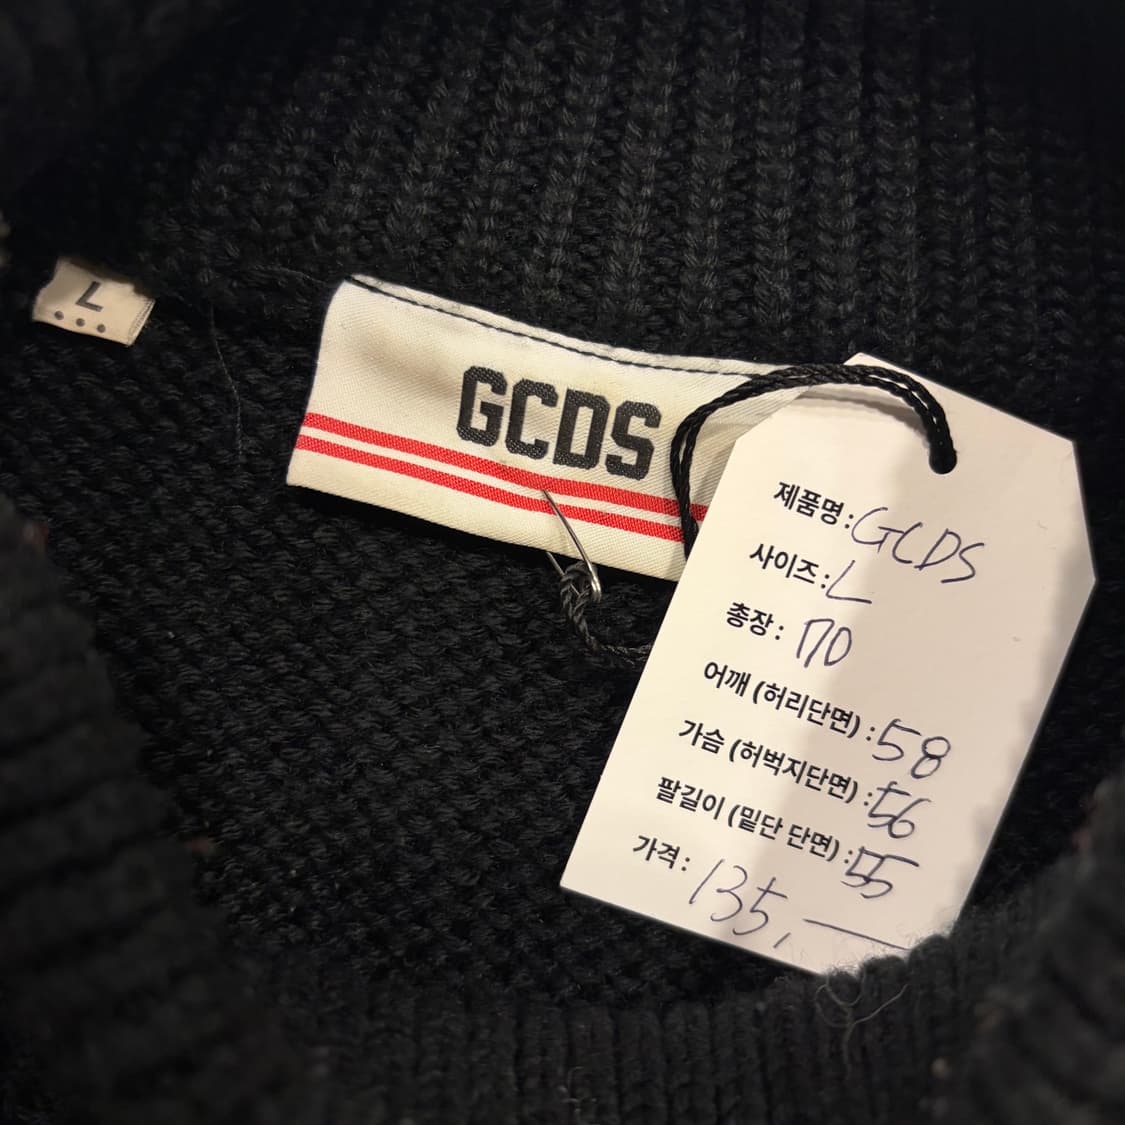 L
GCDS
제품명: GCDS
사이즈: L
총장: 70
어깨 (허리단면) : 58
가슴 (허벅지단면) : 56
팔길이 (밑단 단면) : 55
가격: 135,—